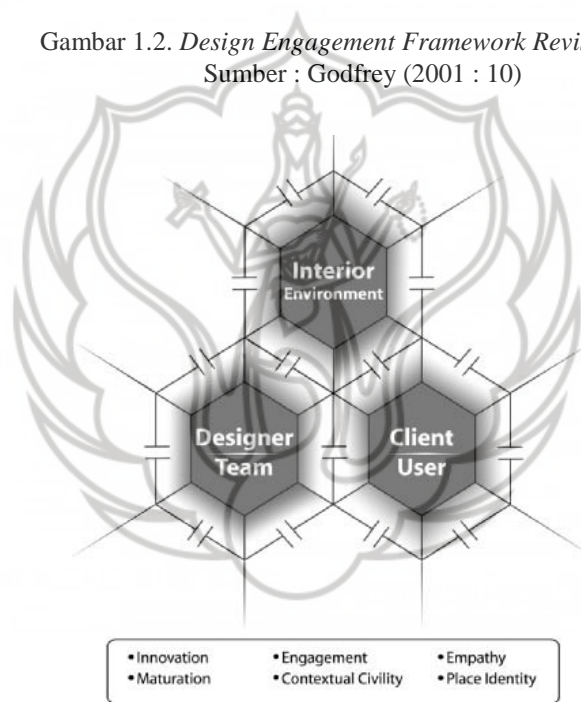 Gambar 1.2. Design Engagement Framework Revi
Sumber : Godfrey (2001 : 10)
Interior
Environment
Designer
Team
Client
User
• Innovation • Engagement • Empathy
• Maturation • Contextual Civility • Place Identity